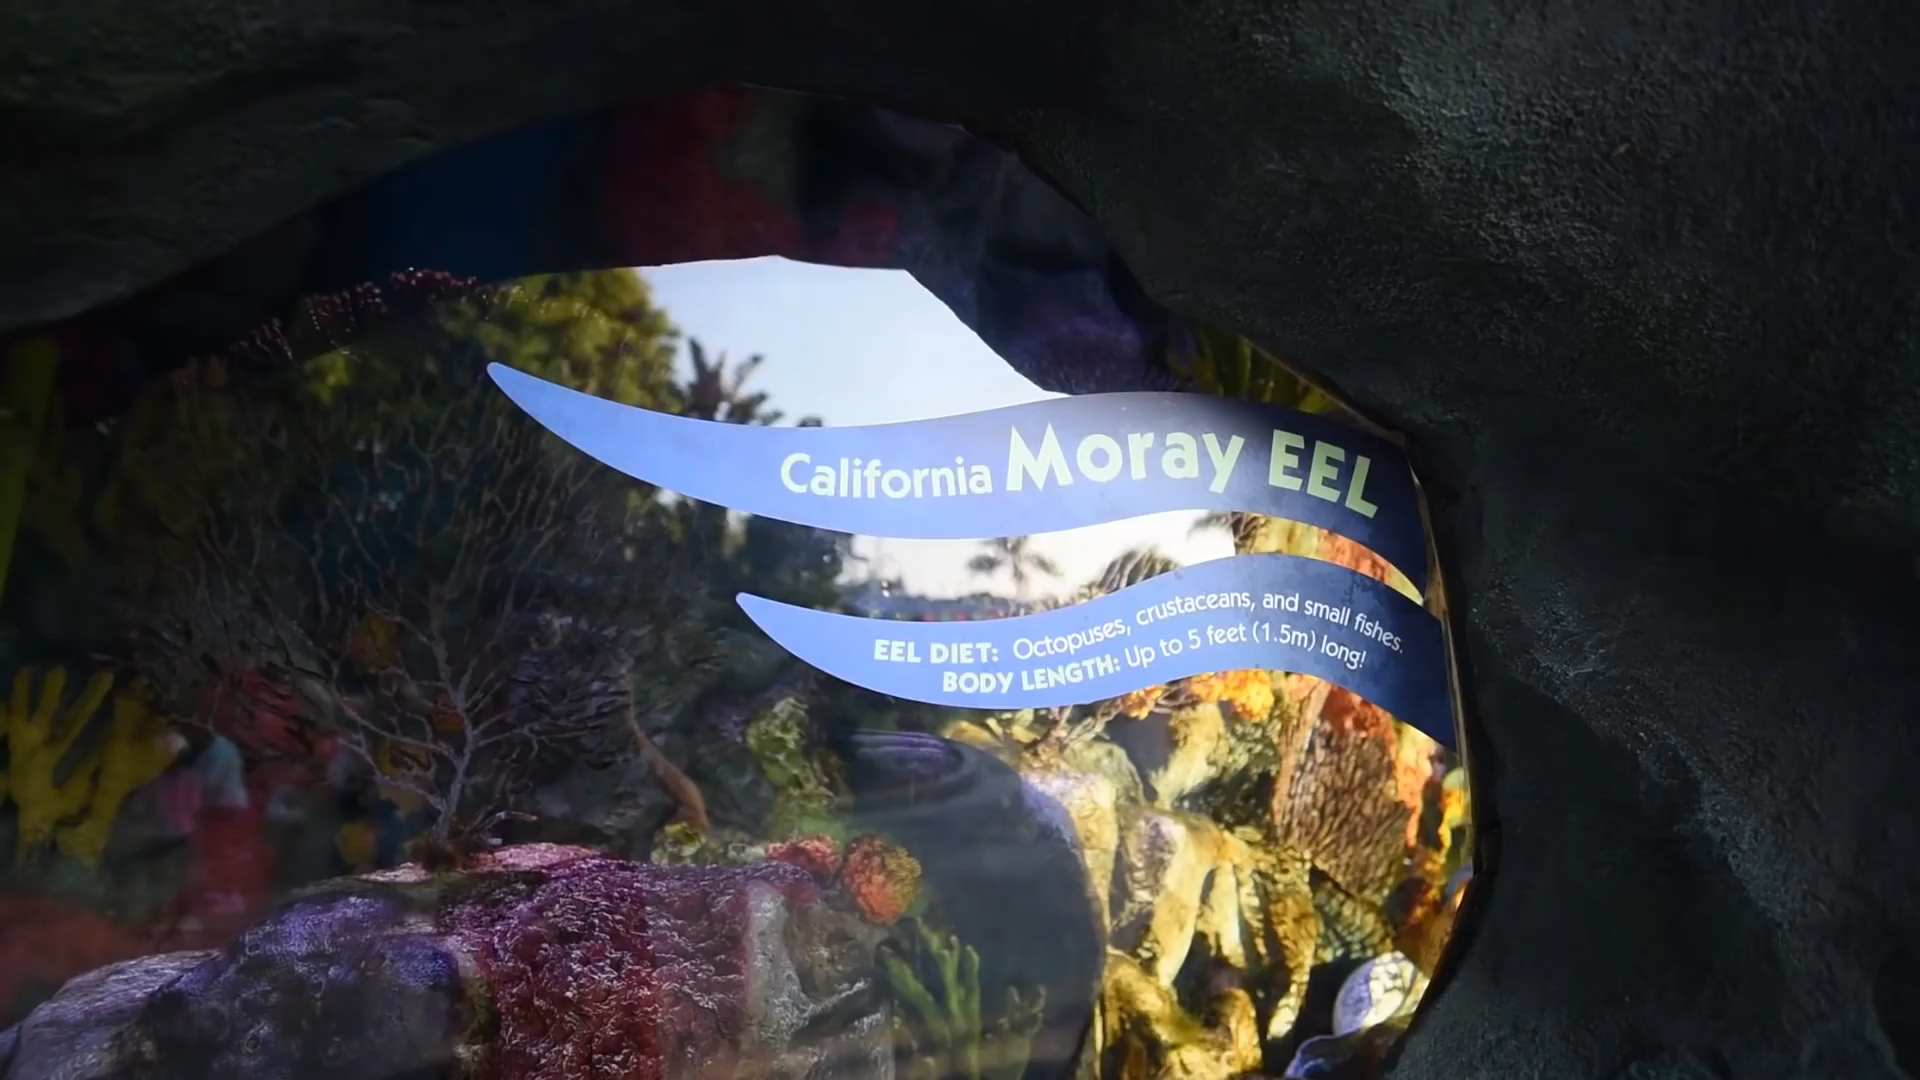 California Moray EEL
EEL DIET: Octopuses, crustaceans, and small fishes.
BODY LENGTH: Up to 5 feet (1.5m) long!